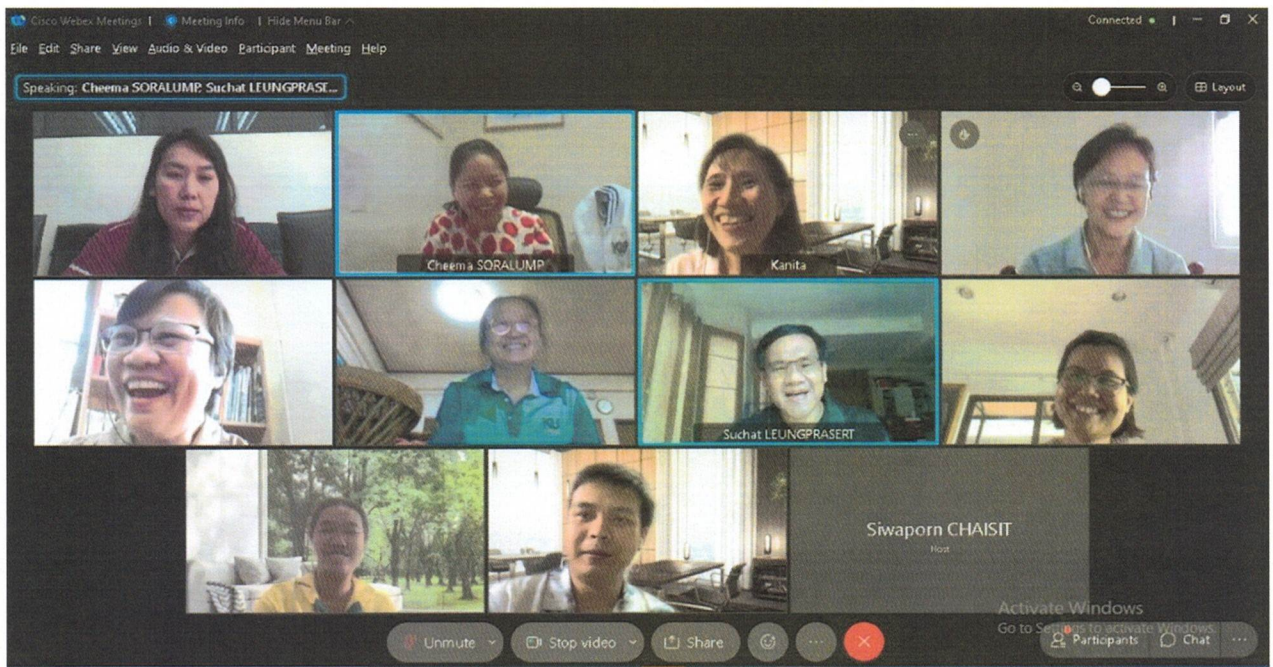 Cisco Webex Meetings | Meeting Info | Hide Menu Bar
Connected
File Edit Share View Audio & Video Participant Meeting Help
Speaking: Cheema SORALUMP, Suchat LEUNGPRASE...
Layout
Cheema SORALUMP
Kanita
KU
Suchat LEUNGPRASERT
Siwaporn CHAISIT
Host
Activate Windows
Go to Settings to activate Windows.
Unmute Stop video Share Participants Chat